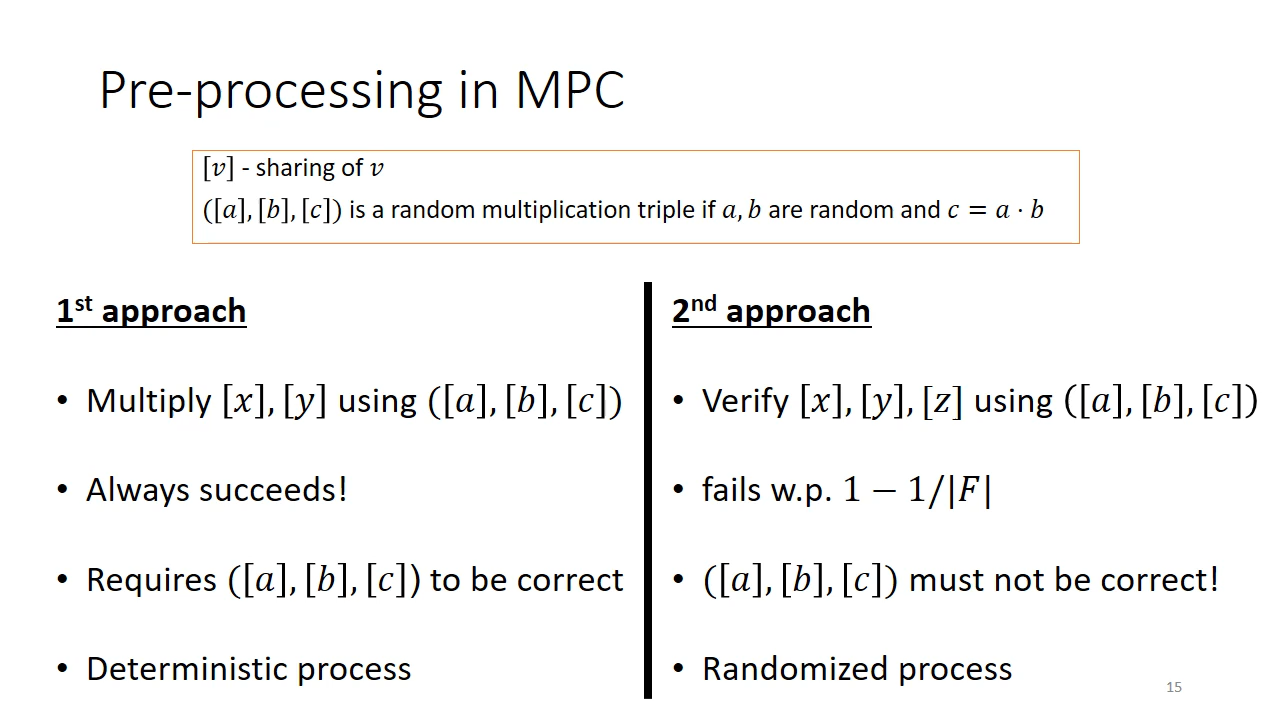 Pre-processing in MPC
[𝑣] - sharing of 𝑣
([𝑎], [𝑏], [𝑐]) is a random multiplication triple if 𝑎, 𝑏 are random and 𝑐 = 𝑎 · 𝑏
1st approach
• Multiply [𝑥], [𝑦] using ([𝑎], [𝑏], [𝑐])
• Always succeeds!
• Requires ([𝑎], [𝑏], [𝑐]) to be correct
• Deterministic process
2nd approach
• Verify [𝑥], [𝑦], [𝑧] using ([𝑎], [𝑏], [𝑐])
• fails w.p. 1 − 1/|𝐹|
• ([𝑎], [𝑏], [𝑐]) must not be correct!
• Randomized process
15